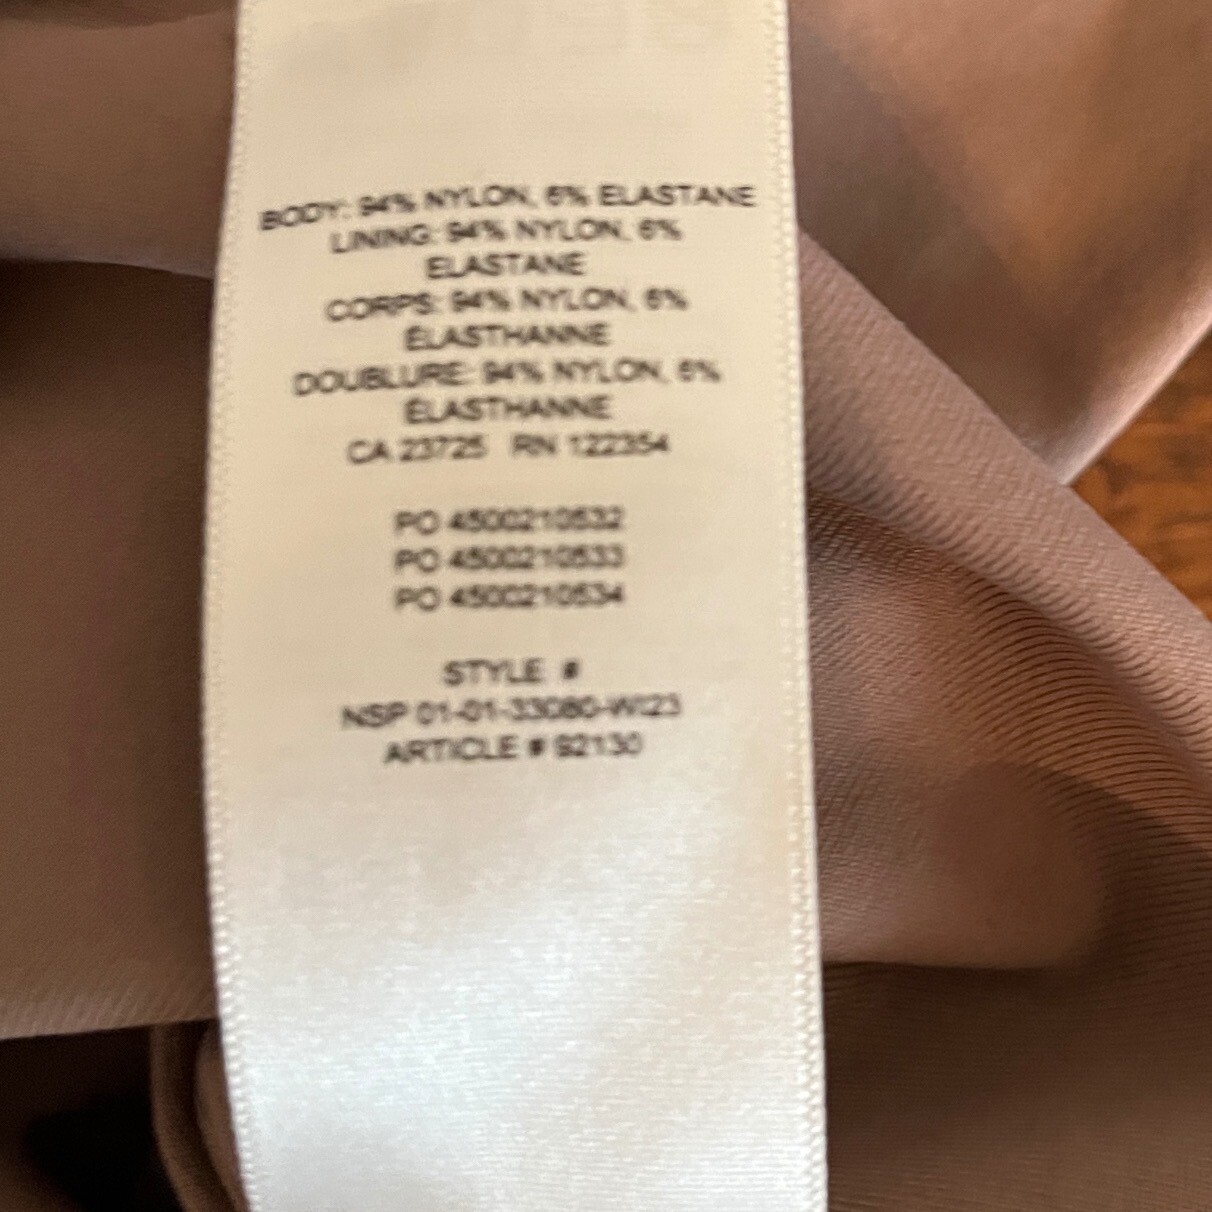 BODY: 94% NYLON, 6% ELASTANE
LINING: 94% NYLON, 6%
ELASTANE
CORPS: 94% NYLON, 6%
ÉLASTHANNE
DOUBLURE: 94% NYLON, 6%
ÉLASTHANNE
CA 23725 RN 122354
PO 4500210532
PO 4500210533
PO 4500210534
STYLE #
NSP 01-01-33080-WI23
ARTICLE # 92130